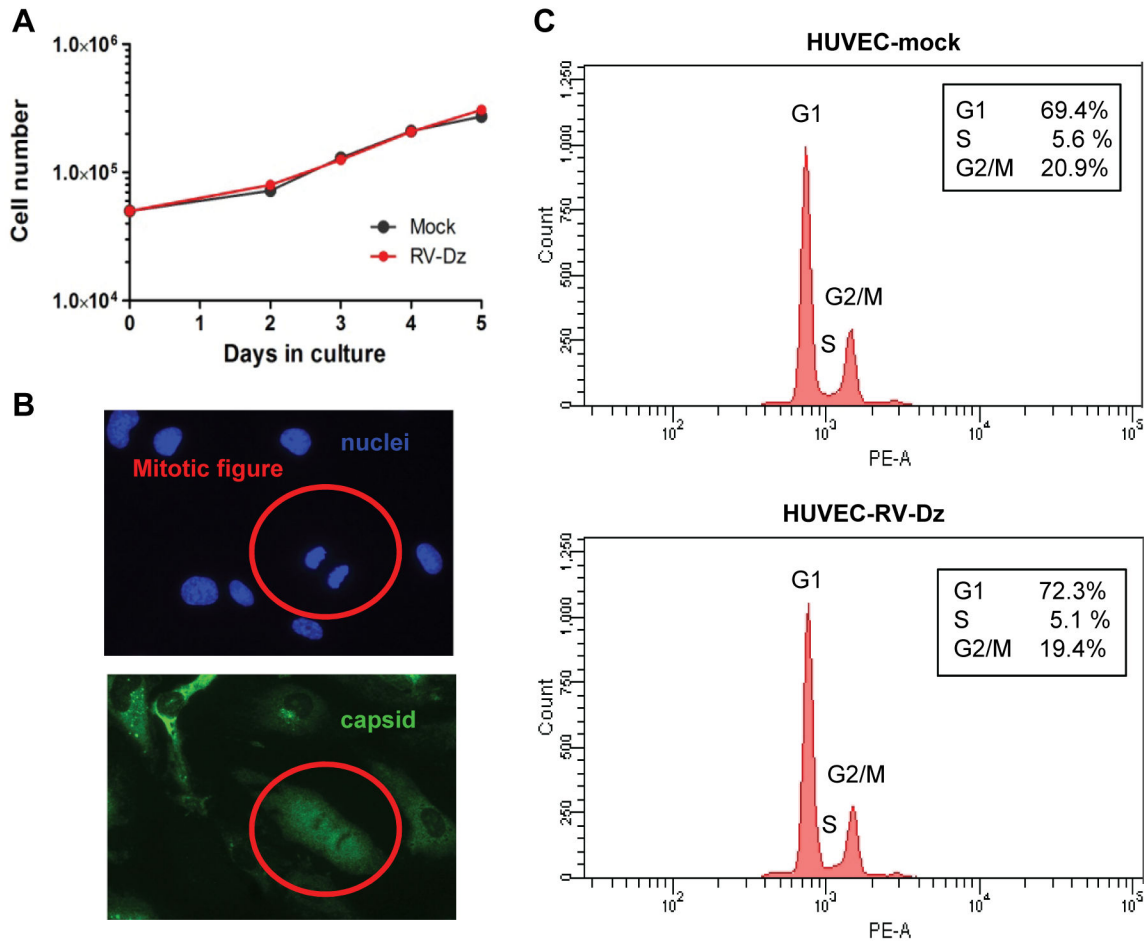 A
1.0×10⁶
1.0×10⁵
1.0×10⁴
Cell number
Mock
RV-Dz
0 1 2 3 4 5
Days in culture
B
nuclei
Mitotic figure
capsid
C
HUVEC-mock
1,250
1,000
750
500
250
0
Count
G1
S
G2/M
G1 69.4%
S 5.6 %
G2/M 20.9%
10² 10³ 10⁴ 10⁵
PE-A
HUVEC-RV-Dz
1,250
1,000
750
500
250
0
Count
G1
S
G2/M
G1 72.3%
S 5.1 %
G2/M 19.4%
10² 10³ 10⁴ 10⁵
PE-A